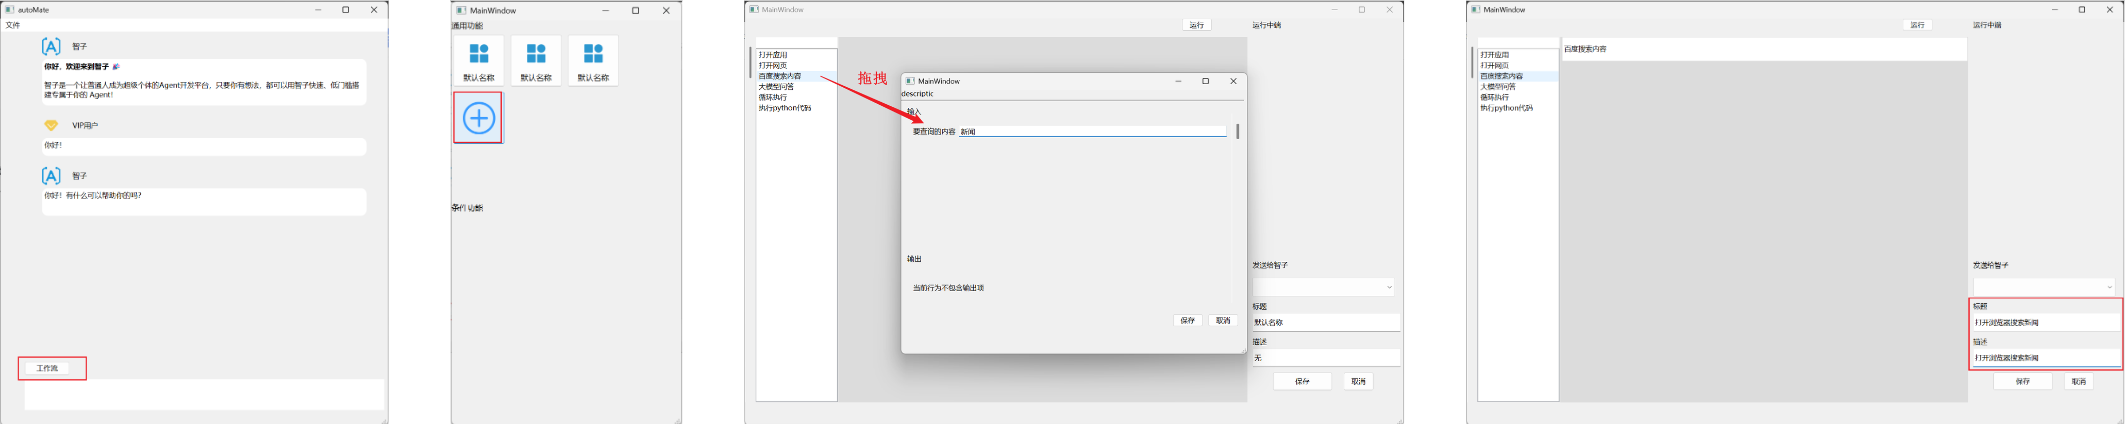 autoMate
文件
智子
你好，欢迎来到智子 🎉
智子是一个让普通人成为超级个体的Agent开发平台，只要你有想法，都可以用智子快速、低门槛搭
建专属于你的 Agent！
VIP用户
你好！
智子
你好！有什么可以帮助你的吗？
工作流
MainWindow
通用功能
默认名称
默认名称
默认名称
条件功能
MainWindow
运行
运行中端
打开应用
打开网页
百度搜索内容
大模型问答
循环执行
执行python代码
拖拽
MainWindow
descriptic
输入
要查询的内容 新闻
输出
当前行为不包含输出项
保存 取消
发送给智子
标题
默认名称
描述
无
保存 取消
MainWindow
运行
运行中端
打开应用
打开网页
百度搜索内容
大模型问答
循环执行
执行python代码
百度搜索内容
发送给智子
标题
打开浏览器搜索新闻
描述
打开浏览器搜索新闻
保存 取消